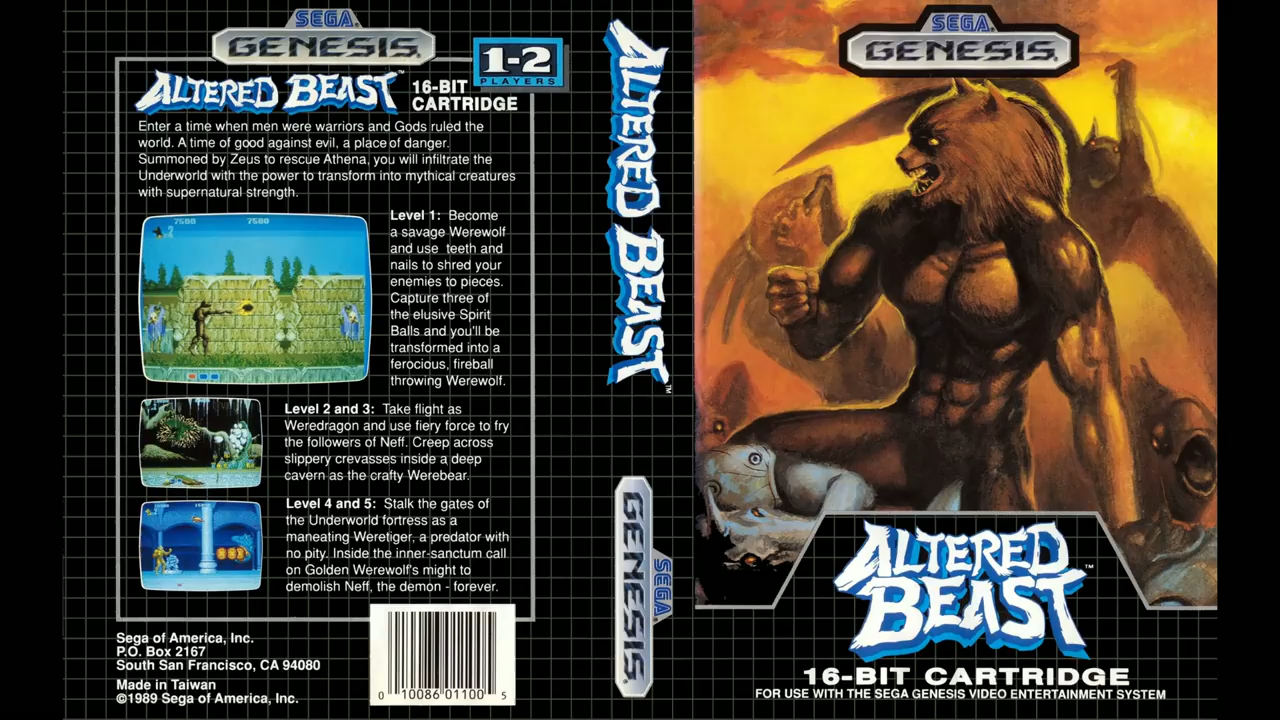 SEGA
GENESIS
1-2
PLAYERS
ALTERED BEAST™
16-BIT
CARTRIDGE
Enter a time when men were warriors and Gods ruled the
world. A time of good against evil, a place of danger.
Summoned by Zeus to rescue Athena, you will infiltrate the
Underworld with the power to transform into mythical creatures
with supernatural strength.
7500 7500
2
Level 1: Become
a savage Werewolf
and use teeth and
nails to shred your
enemies to pieces.
Capture three of
the elusive Spirit
Balls and you'll be
transformed into a
ferocious, fireball
throwing Werewolf.
Level 2 and 3: Take flight as
Weredragon and use fiery force to fry
the followers of Neff. Creep across
slippery crevasses inside a deep
cavern as the crafty Werebear.
Level 4 and 5: Stalk the gates of
the Underworld fortress as a
maneating Weretiger, a predator with
no pity. Inside the inner-sanctum call
on Golden Werewolf's might to
demolish Neff, the demon - forever.
Sega of America, Inc.
P.O. Box 2167
South San Francisco, CA 94080
Made in Taiwan
©1989 Sega of America, Inc.
0 10086 01100 5
ALTERED BEAST™
SEGA
GENESIS
SEGA
GENESIS
ALTERED
BEAST™
16-BIT CARTRIDGE
FOR USE WITH THE SEGA GENESIS VIDEO ENTERTAINMENT SYSTEM